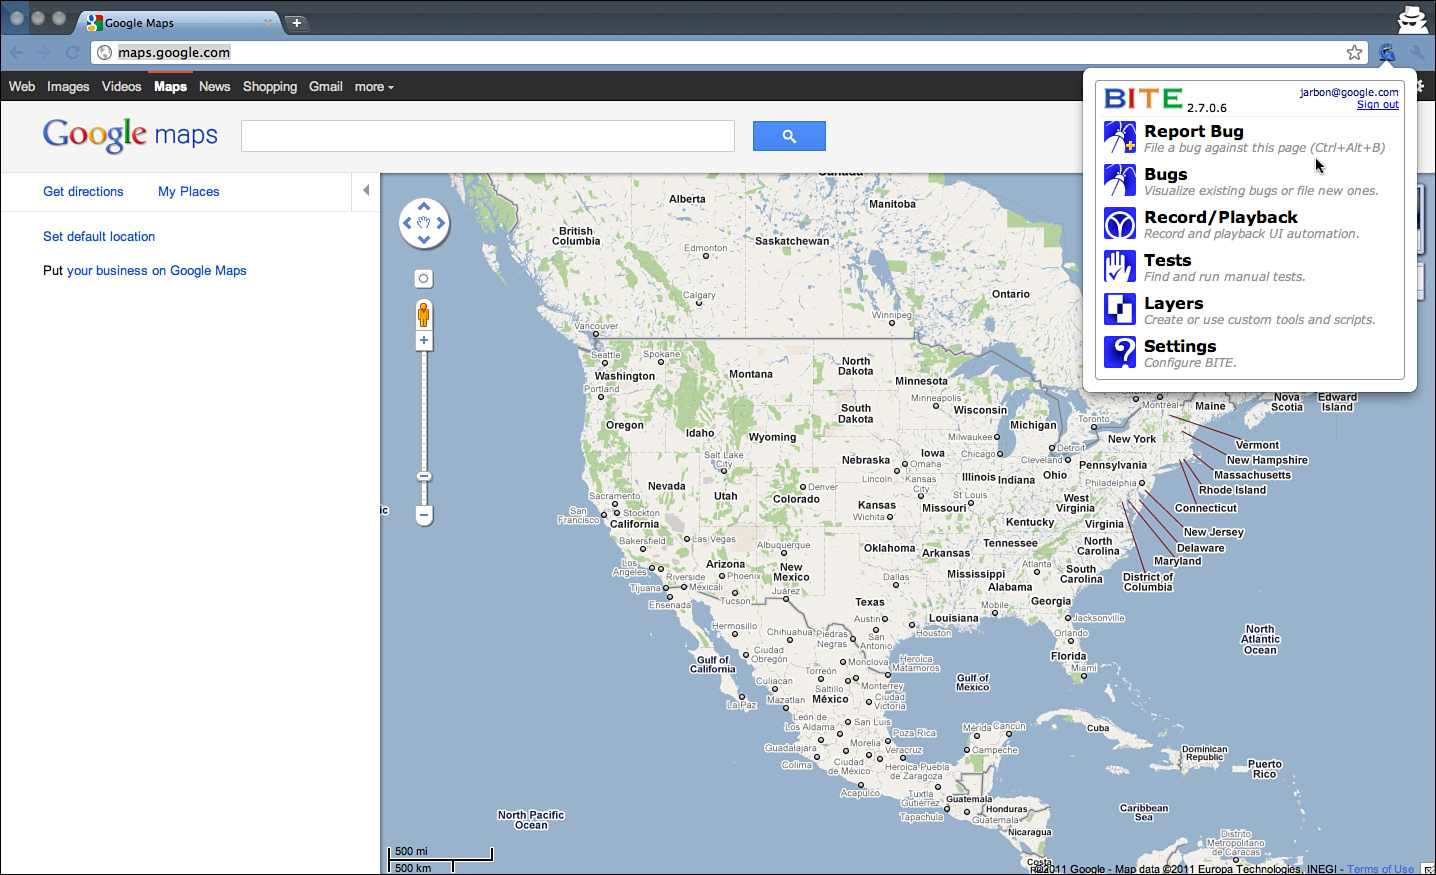 Google Maps
maps.google.com
Web Images Videos Maps News Shopping Gmail more
BITE 2.7.0.6
jarbon@google.com
Sign out
Report Bug
File a bug against this page (Ctrl+Alt+B)
Bugs
Visualize existing bugs or file new ones.
Record/Playback
Record and playback UI automation.
Tests
Find and run manual tests.
Layers
Create or use custom tools and scripts.
Settings
Configure BITE.
Google maps
Get directions My Places
Set default location
Put your business on Google Maps
Canada
Alberta
Manitoba
British
Columbia
Saskatchewan
Edmonton
Calgary
Ontario
Winnipeg
Vancouver
Seattle
Spokane
Washington
Portland
Montana
North
Dakota
Minnesota
Minneapolis
South
Dakota
Wisconsin
Michigan
Toronto
Montréal
Maine
Nova
Scotia
Edward
Island
Oregon
Idaho
Wyoming
Salt Lake
City
Milwaukee
Chicago
Detroit
Cleveland
New York
Vermont
New Hampshire
Massachusetts
Rhode Island
Connecticut
New Jersey
Delaware
Maryland
District of
Columbia
Iowa
Nebraska
Omaha
Lincoln
Illinois
Indiana
Ohio
Pennsylvania
Philadelphia
Nevada
Utah
Colorado
Denver
Kansas
City
Kansas
Wichita
Missouri
St Louis
West
Virginia
Virginia
Kentucky
Sacramento
San
Francisco
Stockton
California
Bakersfield
Las Vegas
Los
Angeles
Riverside
Tijuana
Mexicali
Ensenada
Arizona
Phoenix
Tucson
Albuquerque
New
Mexico
Juárez
Oklahoma
Arkansas
Tennessee
North
Carolina
South
Carolina
Atlanta
Mississippi
Alabama
Georgia
Dallas
Texas
Austin
San
Antonio
Houston
Louisiana
Mobile
Jacksonville
Orlando
Florida
Miami
Hermosillo
Chihuahua
Piedras
Negras
Ciudad
Obregón
Gulf of
California
Monclova
Heroica
Matamoros
Torreón
Culiacan
Saltillo
Monterrey
La Paz
Mazatlan
México
Ciudad
Victoria
Gulf of
Mexico
North
Atlantic
Ocean
León de
Los Aldama
San Luis
Guadalajara
Morelia
Poza Rica
Veracruz
Colima
Ciudad
de México
Heroica Puebla
de Zaragoza
Mérida
Cancún
Campeche
Acapulco
Tuxtla
Gutiérrez
Tapachula
Guatemala
Guatemala
Honduras
Nicaragua
Costa
Cuba
Dominican
Republic
Puerto
Rico
Caribbean
Sea
Distrito
Metropolitano
de Caracas
North Pacific
Ocean
ic
500 mi
500 km
©2011 Google - Map data ©2011 Europa Technologies, INEGI - Terms of Use